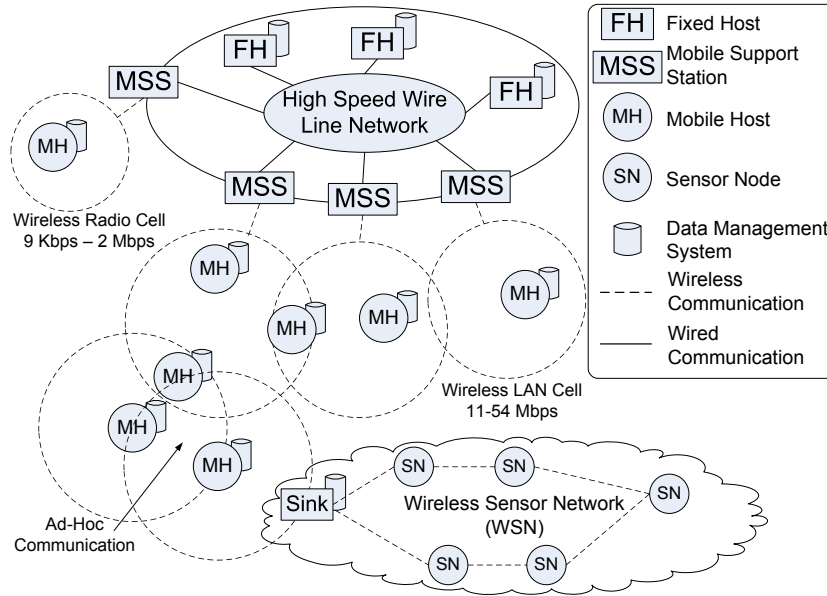 FH
FH
FH
MSS
High Speed Wire
Line Network
MSS
MSS
MSS
MH
Wireless Radio Cell
9 Kbps – 2 Mbps
MH
MH
MH
MH
Wireless LAN Cell
11-54 Mbps
MH
MH
MH
Ad-Hoc
Communication
Sink
SN
SN
SN
SN
SN
Wireless Sensor Network
(WSN)
FH
Fixed Host
MSS
Mobile Support
Station
MH
Mobile Host
SN
Sensor Node
Data Management
System
Wireless
Communication
Wired
Communication